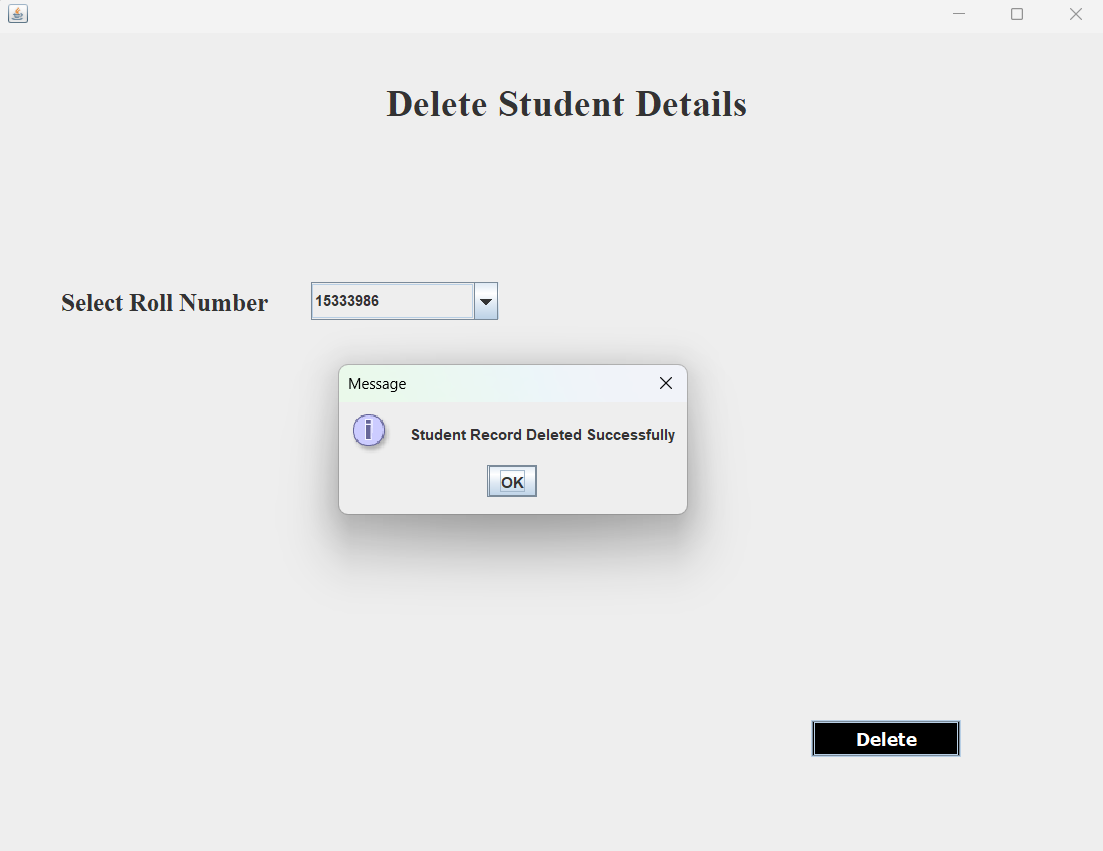 Delete Student Details
Select Roll Number
15333986
Message
Student Record Deleted Successfully
OK
Delete